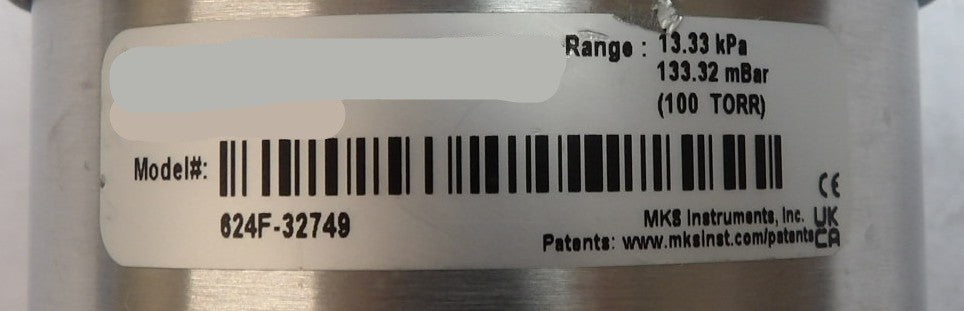 Range : 13.33 kPa
133.32 mBar
(100 TORR)
Model#:
624F-32749
CE
MKS Instruments, Inc.
Patents: www.mksinst.com/patents
UK
CA